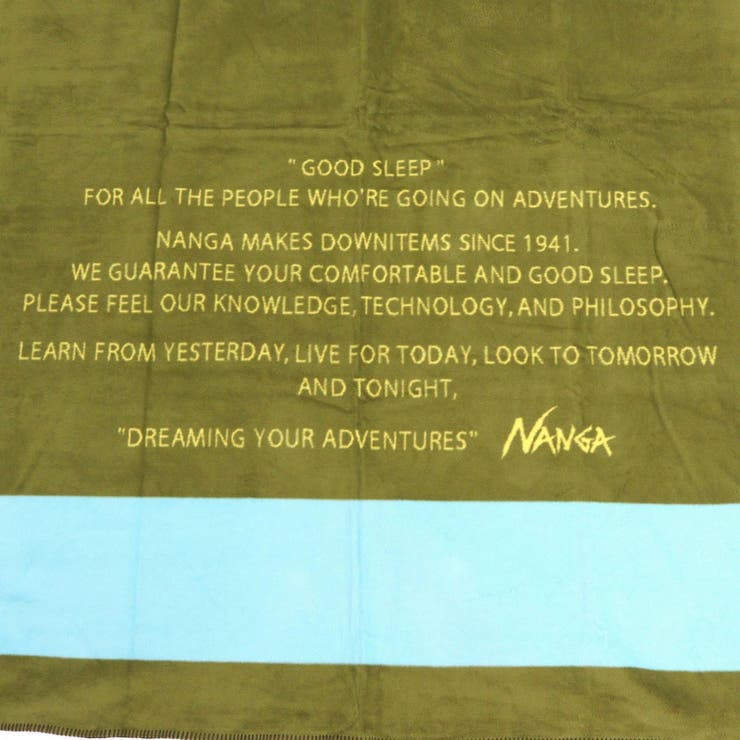 "GOOD SLEEP"
FOR ALL THE PEOPLE WHO'RE GOING ON ADVENTURES.
NANGA MAKES DOWNITEMS SINCE 1941.
WE GUARANTEE YOUR COMFORTABLE AND GOOD SLEEP.
PLEASE FEEL OUR KNOWLEDGE, TECHNOLOGY, AND PHILOSOPHY.
LEARN FROM YESTERDAY, LIVE FOR TODAY, LOOK TO TOMORROW
AND TONIGHT,
"DREAMING YOUR ADVENTURES" NANGA